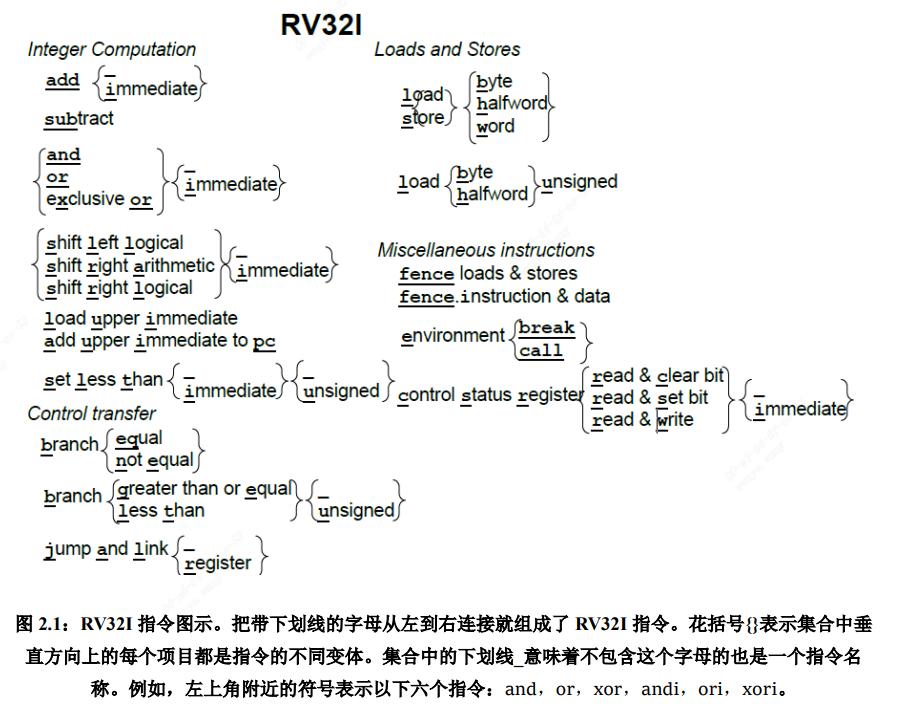 RV32I
Integer Computation
add { _ immediate }
subtract
and
or
exclusive or
{ _ immediate }
shift left logical
shift right arithmetic
shift right logical
{ _ immediate }
load upper immediate
add upper immediate to pc
set less than { _ immediate } { _ unsigned }
Control transfer
branch { equal
not equal }
branch { greater than or equal
less than } { _ unsigned }
jump and link { _ register }
Loads and Stores
load
store
byte
halfword
word
load { byte
halfword } unsigned
Miscellaneous instructions
fence loads & stores
fence.instruction & data
environment { break
call }
control status register
read & clear bit
read & set bit
read & write
{ _ immediate }
图 2.1：RV32I 指令图示。把带下划线的字母从左到右连接就组成了 RV32I 指令。花括号{}表示集合中垂
直方向上的每个项目都是指令的不同变体。集合中的下划线_意味着不包含这个字母的也是一个指令名
称。例如，左上角附近的符号表示以下六个指令：and，or，xor，andi，ori，xori。